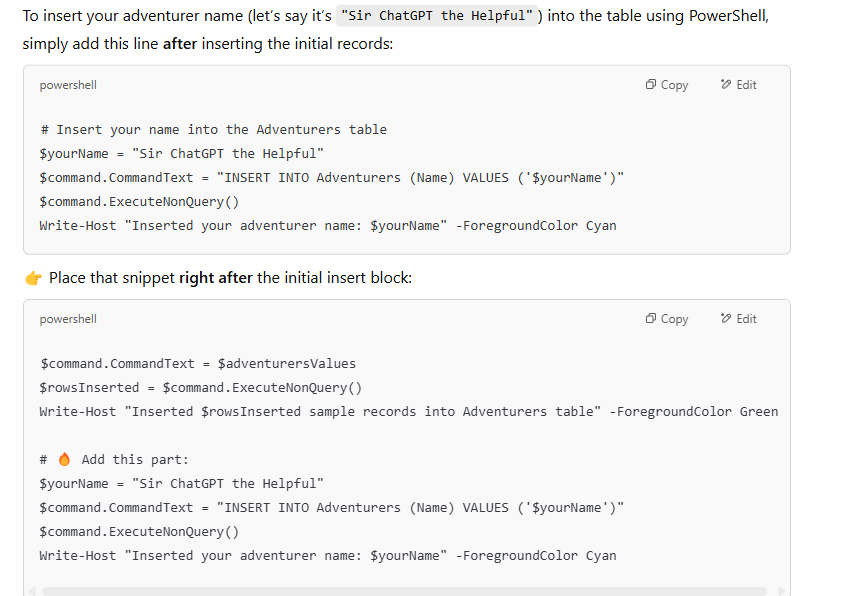 To insert your adventurer name (let's say it's "Sir ChatGPT the Helpful") into the table using PowerShell,
simply add this line after inserting the initial records:
powershell
Copy
Edit
# Insert your name into the Adventurers table
$yourName = "Sir ChatGPT the Helpful"
$command.CommandText = "INSERT INTO Adventurers (Name) VALUES ('$yourName')"
$command.ExecuteNonQuery()
Write-Host "Inserted your adventurer name: $yourName" -ForegroundColor Cyan
👉 Place that snippet right after the initial insert block:
powershell
Copy
Edit
$command.CommandText = $adventurersValues
$rowsInserted = $command.ExecuteNonQuery()
Write-Host "Inserted $rowsInserted sample records into Adventurers table" -ForegroundColor Green
# 🔥 Add this part:
$yourName = "Sir ChatGPT the Helpful"
$command.CommandText = "INSERT INTO Adventurers (Name) VALUES ('$yourName')"
$command.ExecuteNonQuery()
Write-Host "Inserted your adventurer name: $yourName" -ForegroundColor Cyan